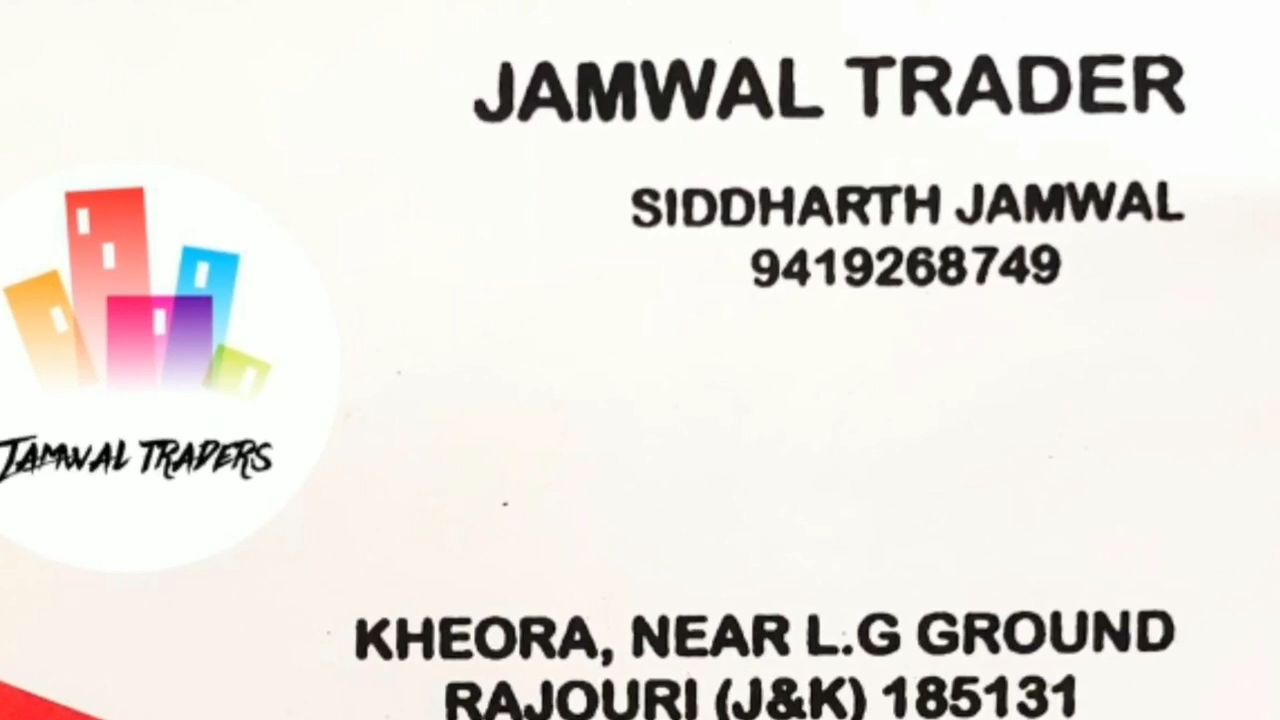 JAMWAL TRADER
SIDDHARTH JAMWAL
9419268749
JAMWAL TRADERS
KHEORA, NEAR L.G GROUND
RAJOURI (J&K) 185131